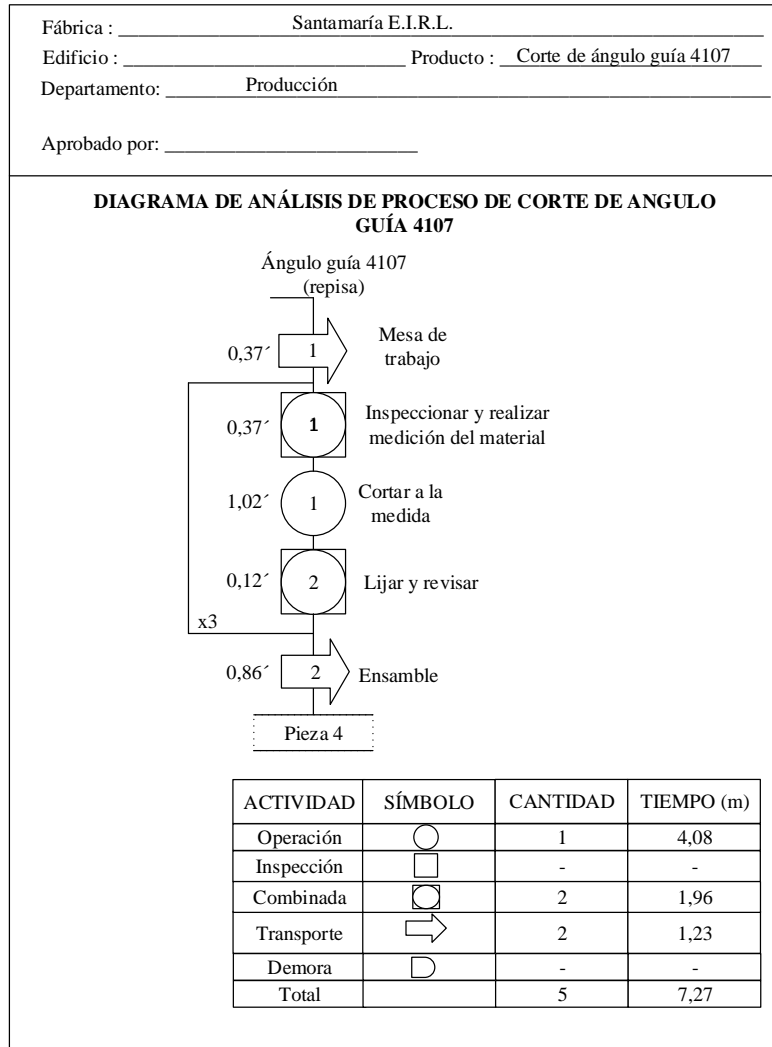 Fábrica : Santamaría E.I.R.L.
Edificio : Producto : Corte de ángulo guía 4107
Departamento: Producción
Aprobado por:
DIAGRAMA DE ANÁLISIS DE PROCESO DE CORTE DE ANGULO
GUÍA 4107
Ángulo guía 4107
(repisa)
0,37´ 1 Mesa de
trabajo
0,37´ 1 Inspeccionar y realizar
medición del material
1,02´ 1 Cortar a la
medida
0,12´ 2 Lijar y revisar
x3
0,86´ 2 Ensamble
Pieza 4
ACTIVIDAD SÍMBOLO CANTIDAD TIEMPO (m)
Operación 1 4,08
Inspección - -
Combinada 2 1,96
Transporte 2 1,23
Demora - -
Total 5 7,27